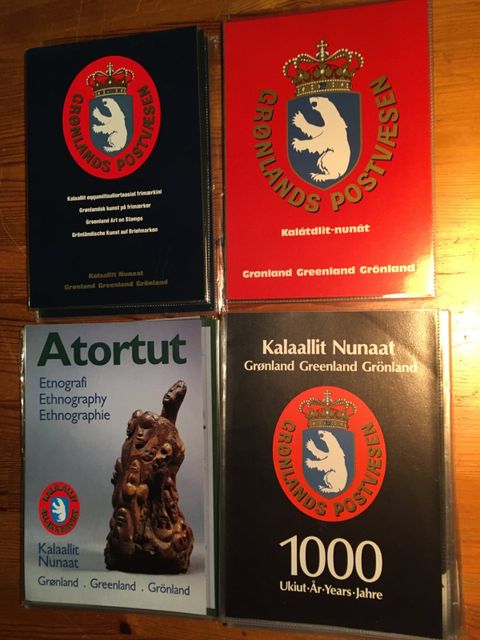 GRØNLANDS POSTVÆSEN
Kalaallit eqqumiitsuliortaasiat frimærkini
Grønlandsk kunst på frimærker
Greenland Art on Stamps
Grönländische Kunst auf Briefmarken
Kalaallit Nunaat
Grønland Greenland Grönland
GRØNLANDS POSTVÆSEN
Kalâtdlit-nunât
Grønland Greenland Grönland
Atortut
Etnografi
Ethnography
Ethnographie
Kalaallit
Nunaat
Grønland . Greenland . Grönland
Kalaallit Nunaat
Grønland Greenland Grönland
GRØNLANDS POSTVÆSEN
1000
Ukiut·År·Years·Jahre